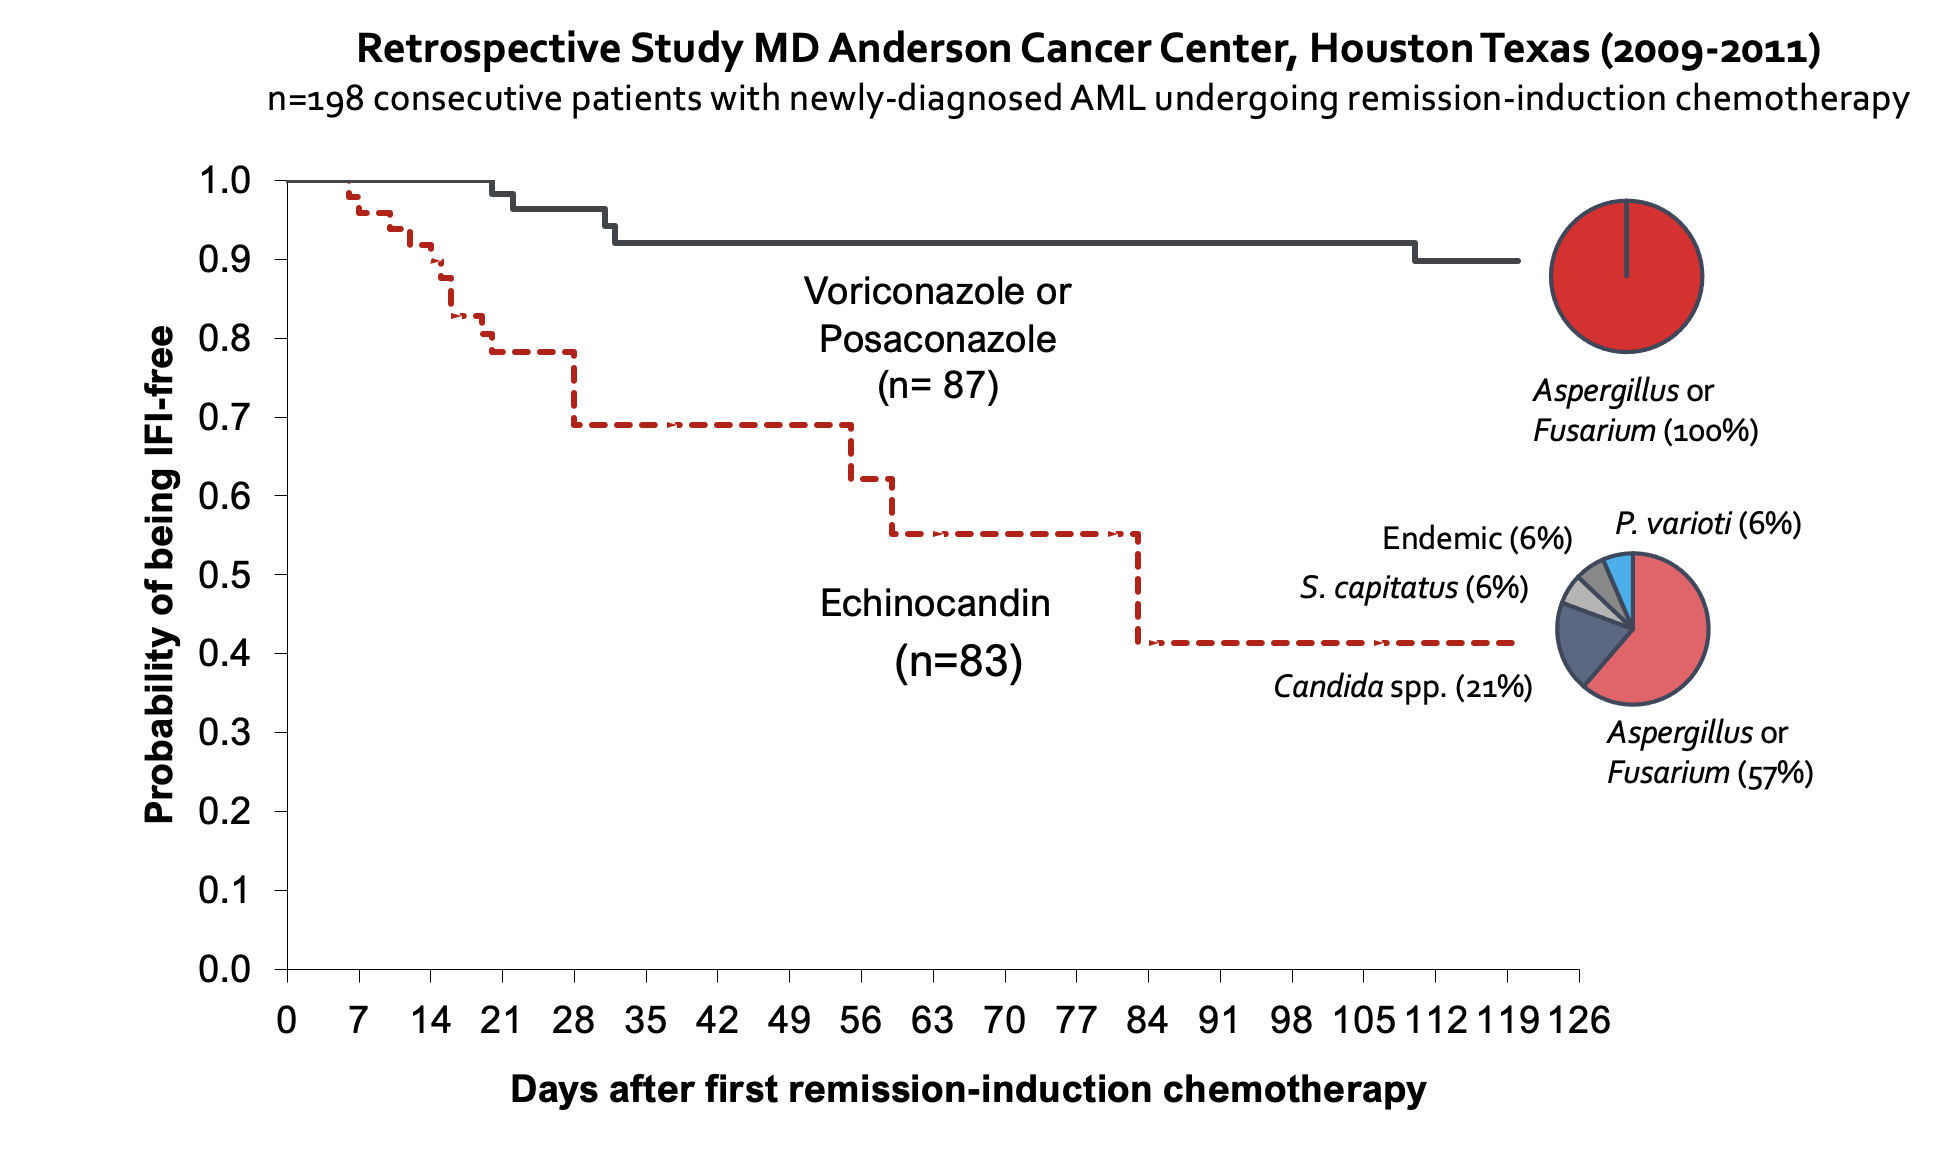 Retrospective Study MD Anderson Cancer Center, Houston Texas (2009-2011)
n=198 consecutive patients with newly-diagnosed AML undergoing remission-induction chemotherapy
Probability of being IFI-free
1.0
0.9
0.8
0.7
0.6
0.5
0.4
0.3
0.2
0.1
0.0
Voriconazole or
Posaconazole
(n= 87)
Aspergillus or
Fusarium (100%)
Echinocandin
(n=83)
P. varioti (6%)
Endemic (6%)
S. capitatus (6%)
Candida spp. (21%)
Aspergillus or
Fusarium (57%)
0 7 14 21 28 35 42 49 56 63 70 77 84 91 98 105 112 119 126
Days after first remission-induction chemotherapy